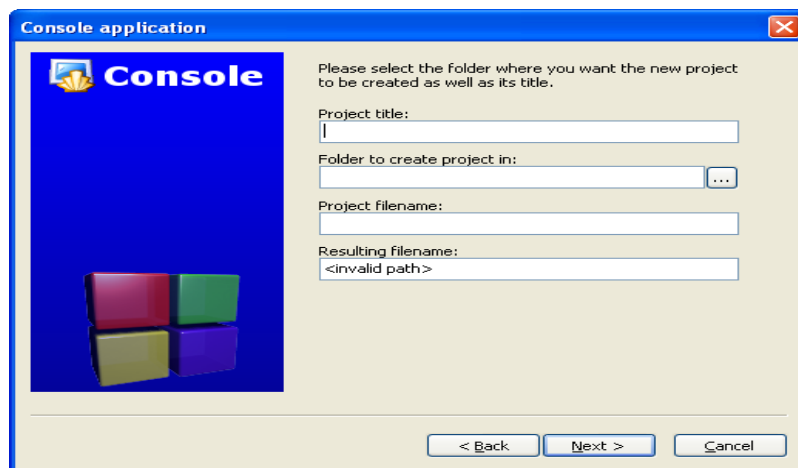 Console application
Console
Please select the folder where you want the new project
to be created as well as its title.
Project title:
Folder to create project in:
...
Project filename:
Resulting filename:
<invalid path>
< Back
Next >
Cancel